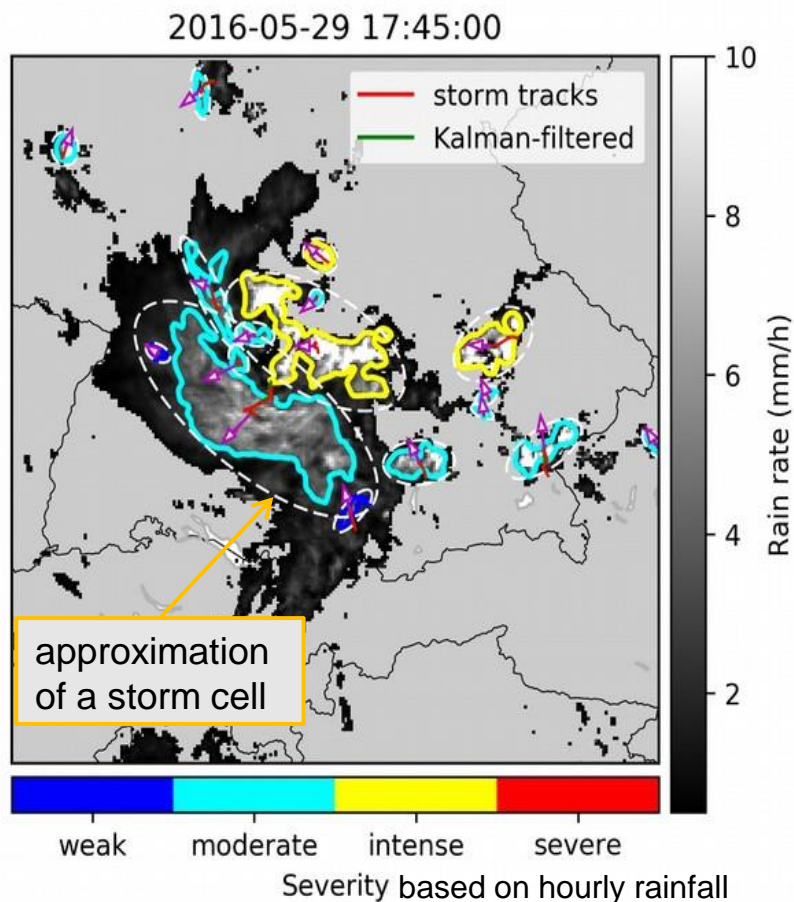 2016-05-29 17:45:00
storm tracks
Kalman-filtered
10
8
6
4
2
Rain rate (mm/h)
approximation
of a storm cell
weak moderate intense severe
Severity based on hourly rainfall